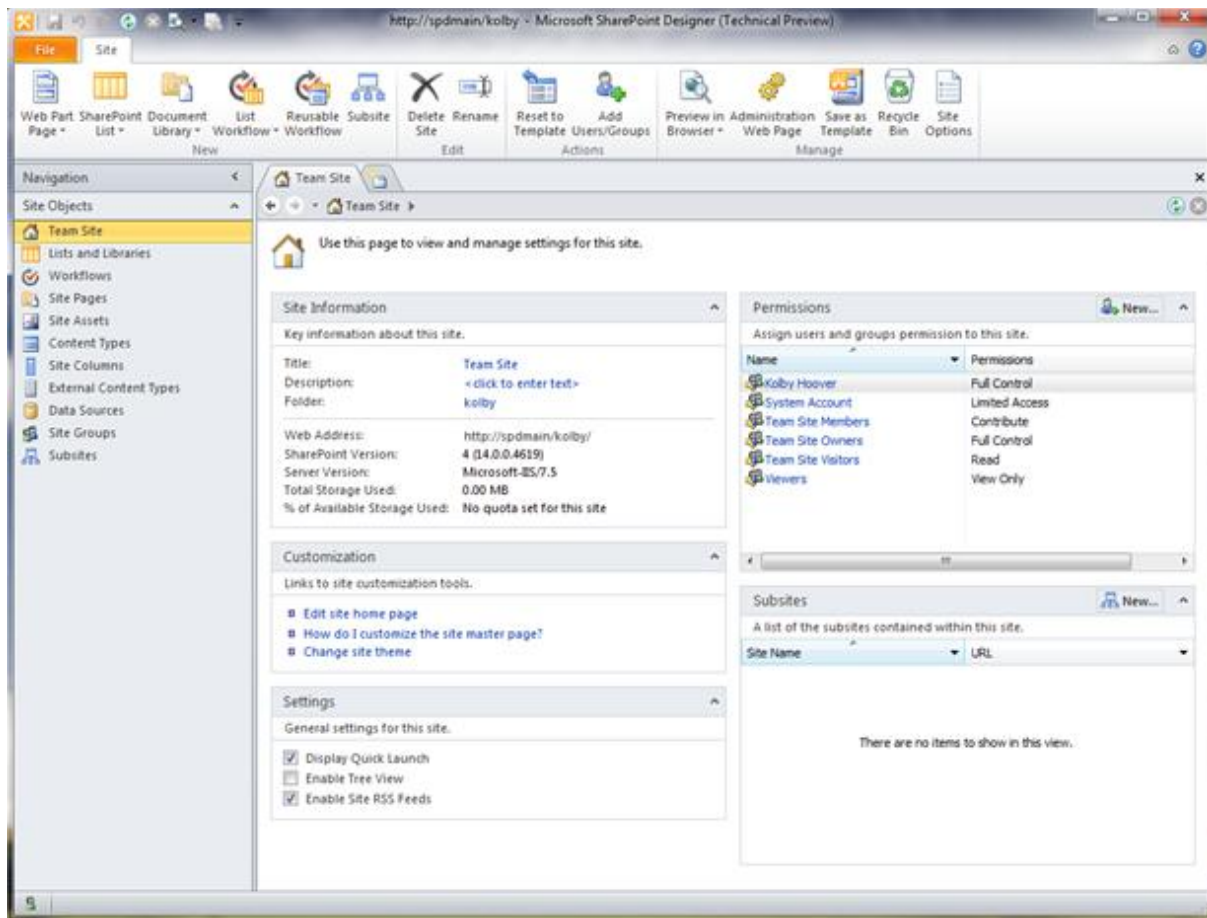 http://spdmain/kolby - Microsoft SharePoint Designer (Technical Preview)
File Site
Web Part Page
SharePoint List
Document Library
List Workflow
Reusable Workflow
Subsite
Delete Site
Rename
Reset to Template
Add Users/Groups
Preview in Browser
Administration Web Page
Save as Template
Recycle Bin
Site Options
New Edit Actions Manage
Navigation
Site Objects
Team Site
Lists and Libraries
Workflows
Site Pages
Site Assets
Content Types
Site Columns
External Content Types
Data Sources
Site Groups
Subsites
Team Site
Team Site
Use this page to view and manage settings for this site.
Site Information
Key information about this site.
Title: Team Site
Description: <click to enter text>
Folder: kolby
Web Address: http://spdmain/kolby/
SharePoint Version: 4 (14.0.0.4619)
Server Version: Microsoft-IIS/7.5
Total Storage Used: 0.00 MB
% of Available Storage Used: No quota set for this site
Customization
Links to site customization tools.
Edit site home page
How do I customize the site master page?
Change site theme
Settings
General settings for this site.
Display Quick Launch
Enable Tree View
Enable Site RSS Feeds
Permissions New...
Assign users and groups permission to this site.
Name Permissions
Kolby Hoover Full Control
System Account Limited Access
Team Site Members Contribute
Team Site Owners Full Control
Team Site Visitors Read
Viewers View Only
Subsites New...
A list of the subsites contained within this site.
Site Name URL
There are no items to show in this view.